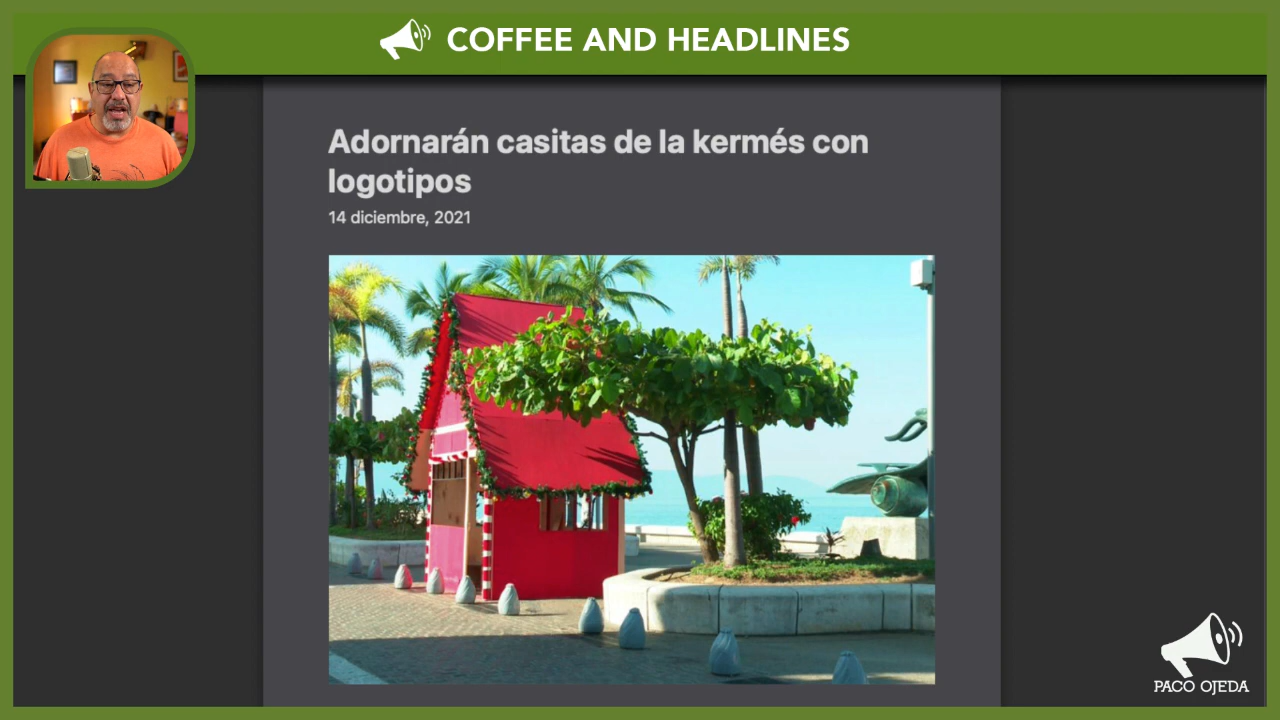 COFFEE AND HEADLINES
Adornarán casitas de la kermés con
logotipos
14 diciembre, 2021
PACO OJEDA